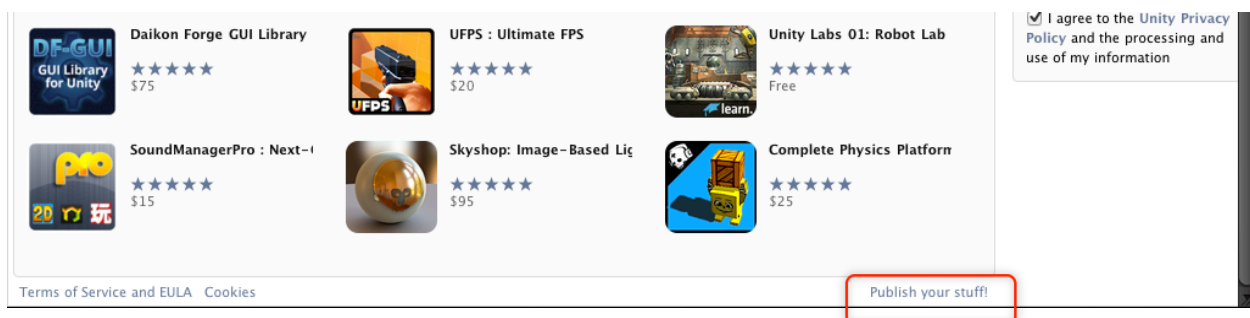 DF-GUI
GUI Library
for Unity
Daikon Forge GUI Library
★★★★★
$75
UFPS
UFPS : Ultimate FPS
★★★★★
$20
learn.
Unity Labs 01: Robot Lab
★★★★★
Free
pro
2D 玩
SoundManagerPro : Next-
★★★★★
$15
Skyshop: Image-Based Lig
★★★★★
$95
Complete Physics Platform
★★★★★
$25
I agree to the Unity Privacy
Policy and the processing and
use of my information
Terms of Service and EULA Cookies
Publish your stuff!